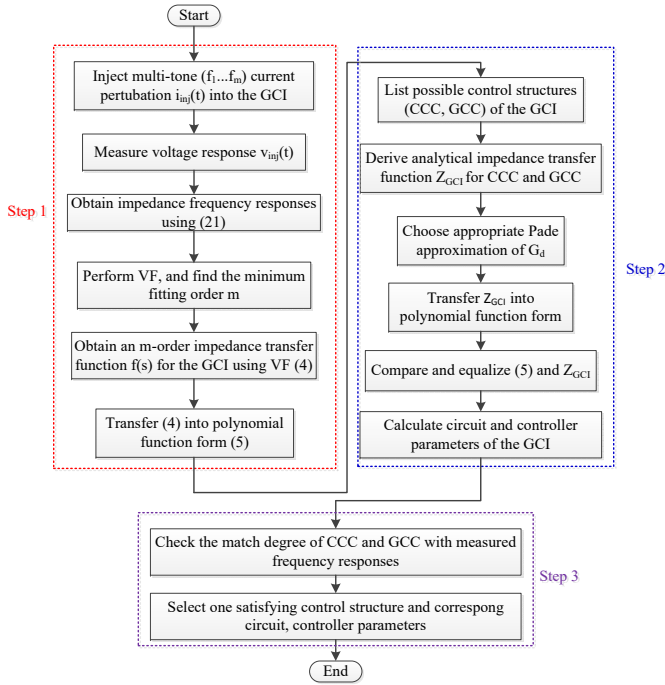 Start
Inject multi-tone (f₁...fₘ) current
pertubation iᵢₙⱼ(t) into the GCI
Measure voltage response vᵢₙⱼ(t)
Obtain impedance frequency responses
using (21)
Perform VF, and find the minimum
fitting order m
Obtain an m-order impedance transfer
function f(s) for the GCI using VF (4)
Transfer (4) into polynomial
function form (5)
Step 1
List possible control structures
(CCC, GCC) of the GCI
Derive analytical impedance transfer
function Z_GCI for CCC and GCC
Choose appropriate Pade
approximation of G_d
Transfer Z_GCI into
polynomial function form
Compare and equalize (5) and Z_GCI
Calculate circuit and controller
parameters of the GCI
Step 2
Check the match degree of CCC and GCC with measured
frequency responses
Select one satisfying control structure and correspong
circuit, controller parameters
Step 3
End